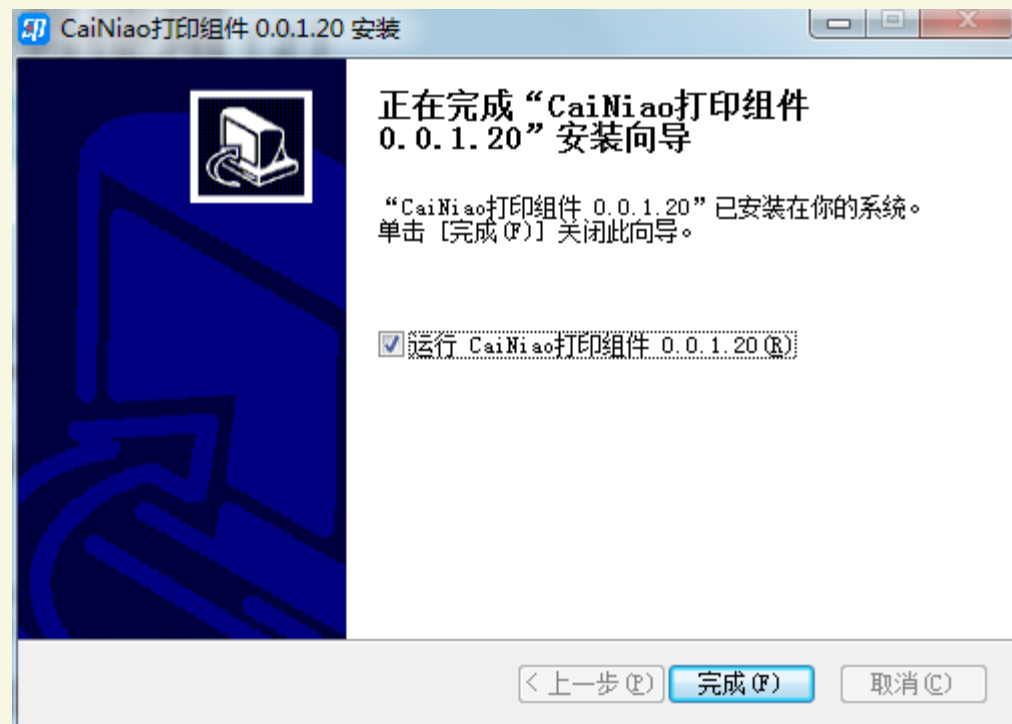 CaiNiao打印组件 0.0.1.20 安装
正在完成“CaiNiao打印组件
0.0.1.20”安装向导
“CaiNiao打印组件 0.0.1.20”已安装在你的系统。
单击 [完成(F)] 关闭此向导。
运行 CaiNiao打印组件 0.0.1.20(R)
< 上一步(P) 完成(F) 取消(C)